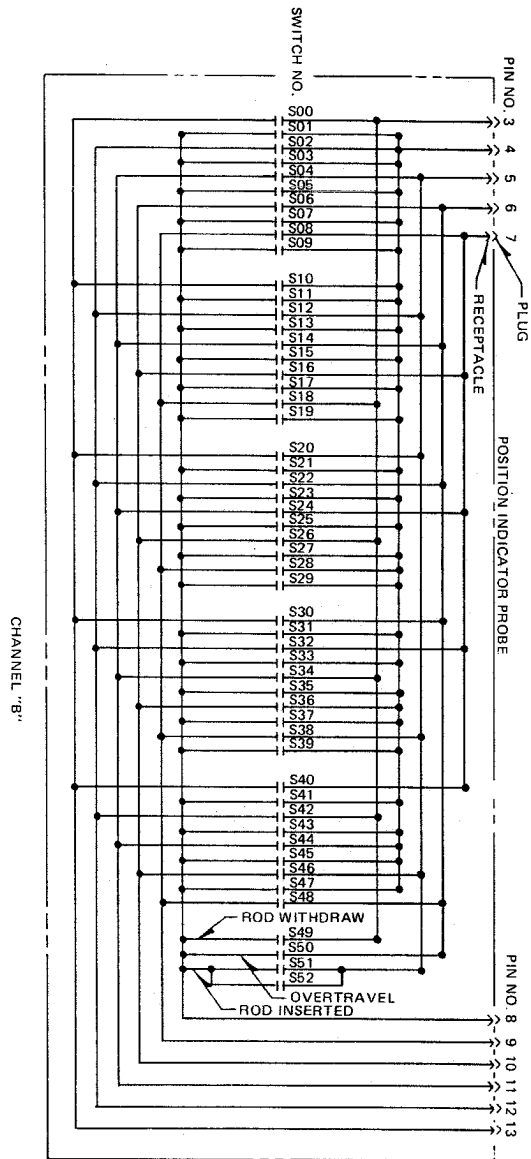 PIN NO. 3
4
5
6
7
PLUG
RECEPTACLE
SWITCH NO.
POSITION INDICATOR PROBE
S00
S01
S02
S03
S04
S05
S06
S07
S08
S09
S10
S11
S12
S13
S14
S15
S16
S17
S18
S19
S20
S21
S22
S23
S24
S25
S26
S27
S28
S29
S30
S31
S32
S33
S34
S35
S36
S37
S38
S39
S40
S41
S42
S43
S44
S45
S46
S47
S48
ROD WITHDRAW
S49
S50
S51
S52
OVERTRAVEL
ROD INSERTED
PIN NO. 8
9
10
11
12
13
CHANNEL "B"